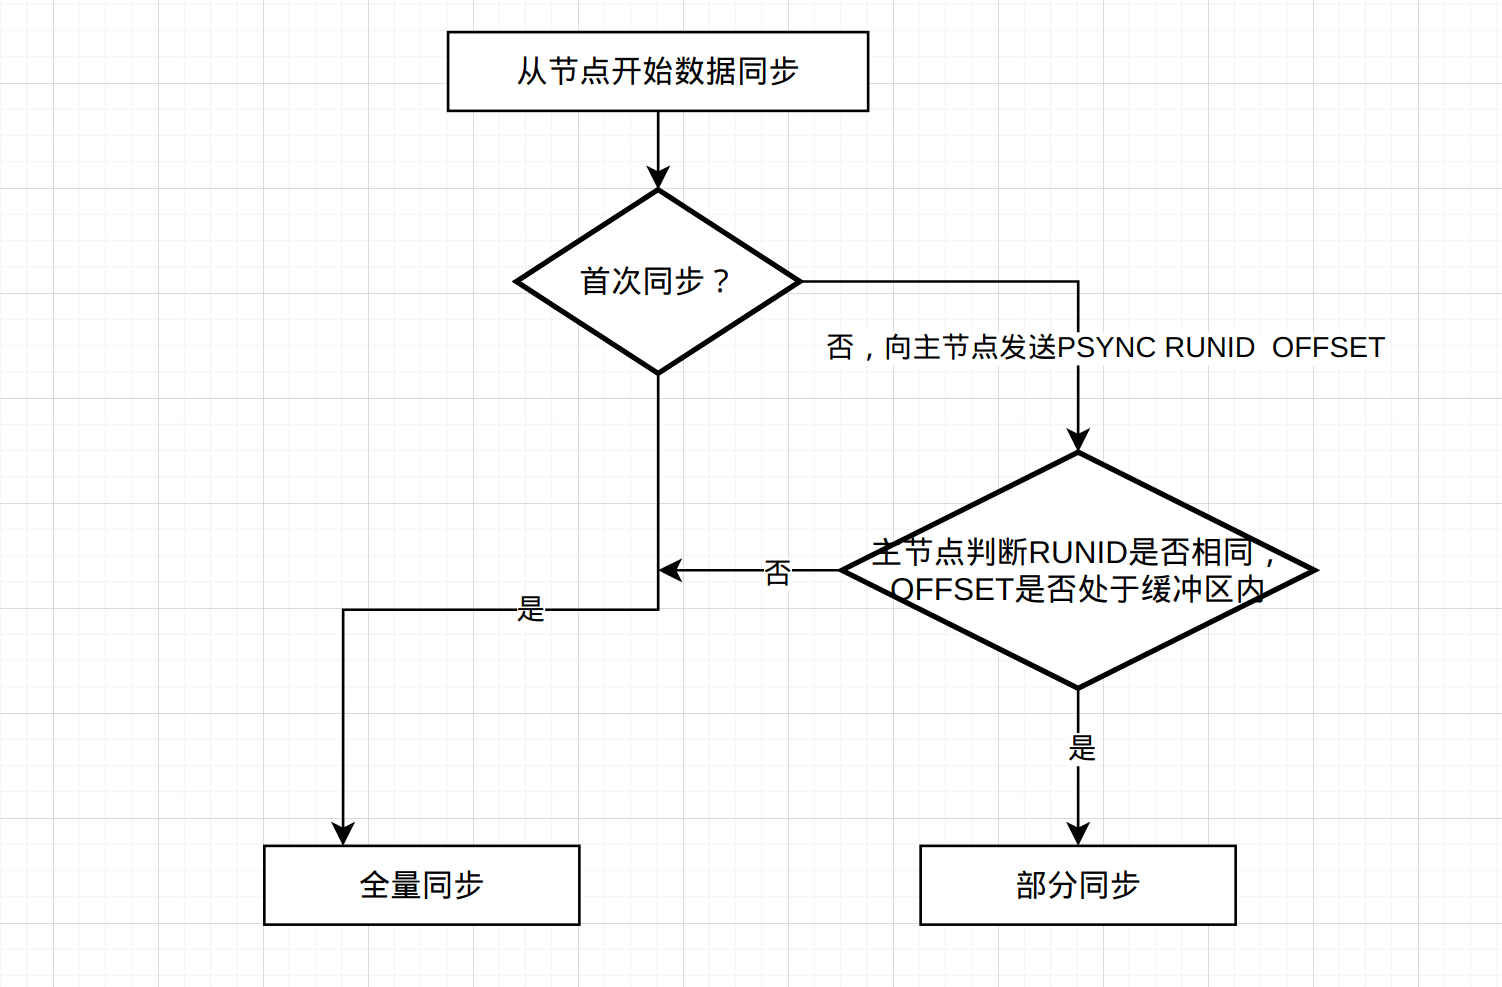 从节点开始数据同步
首次同步？
否，向主节点发送PSYNC RUNID  OFFSET
主节点判断RUNID是否相同，
OFFSET是否处于缓冲区内
否
是
是
全量同步
部分同步